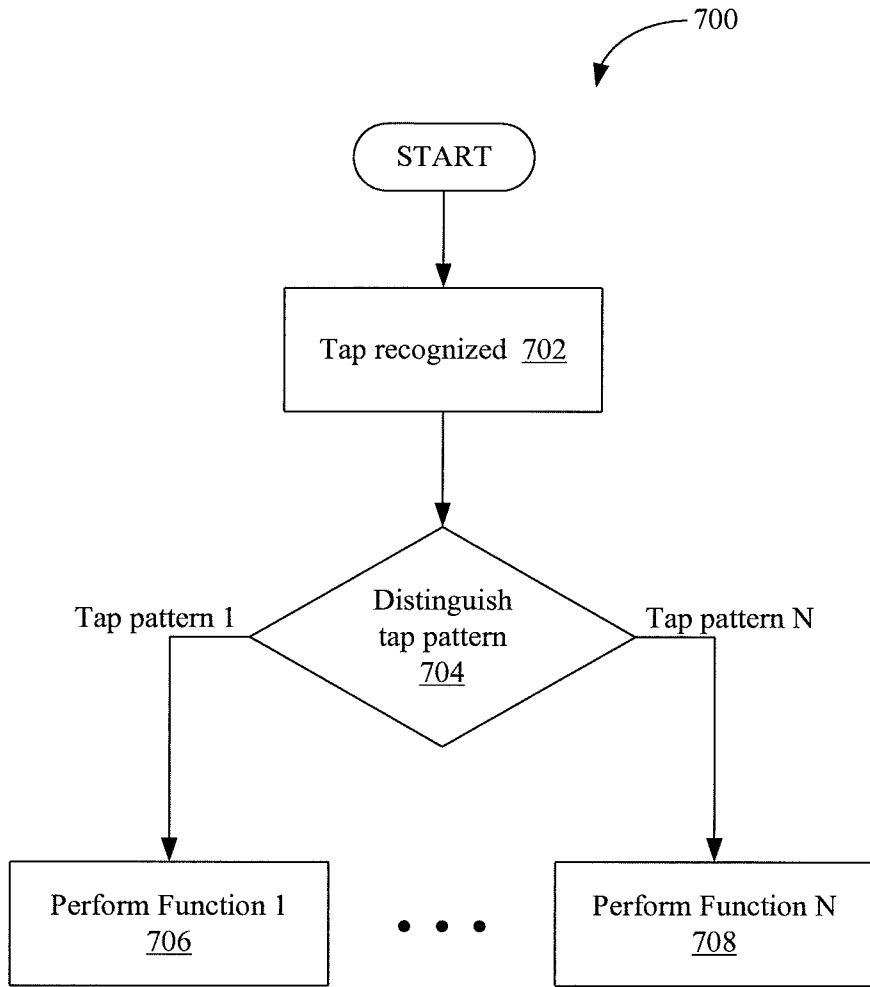 700
START
Tap recognized 702
Distinguish
tap pattern
704
Tap pattern 1
Tap pattern N
Perform Function 1
706
Perform Function N
708